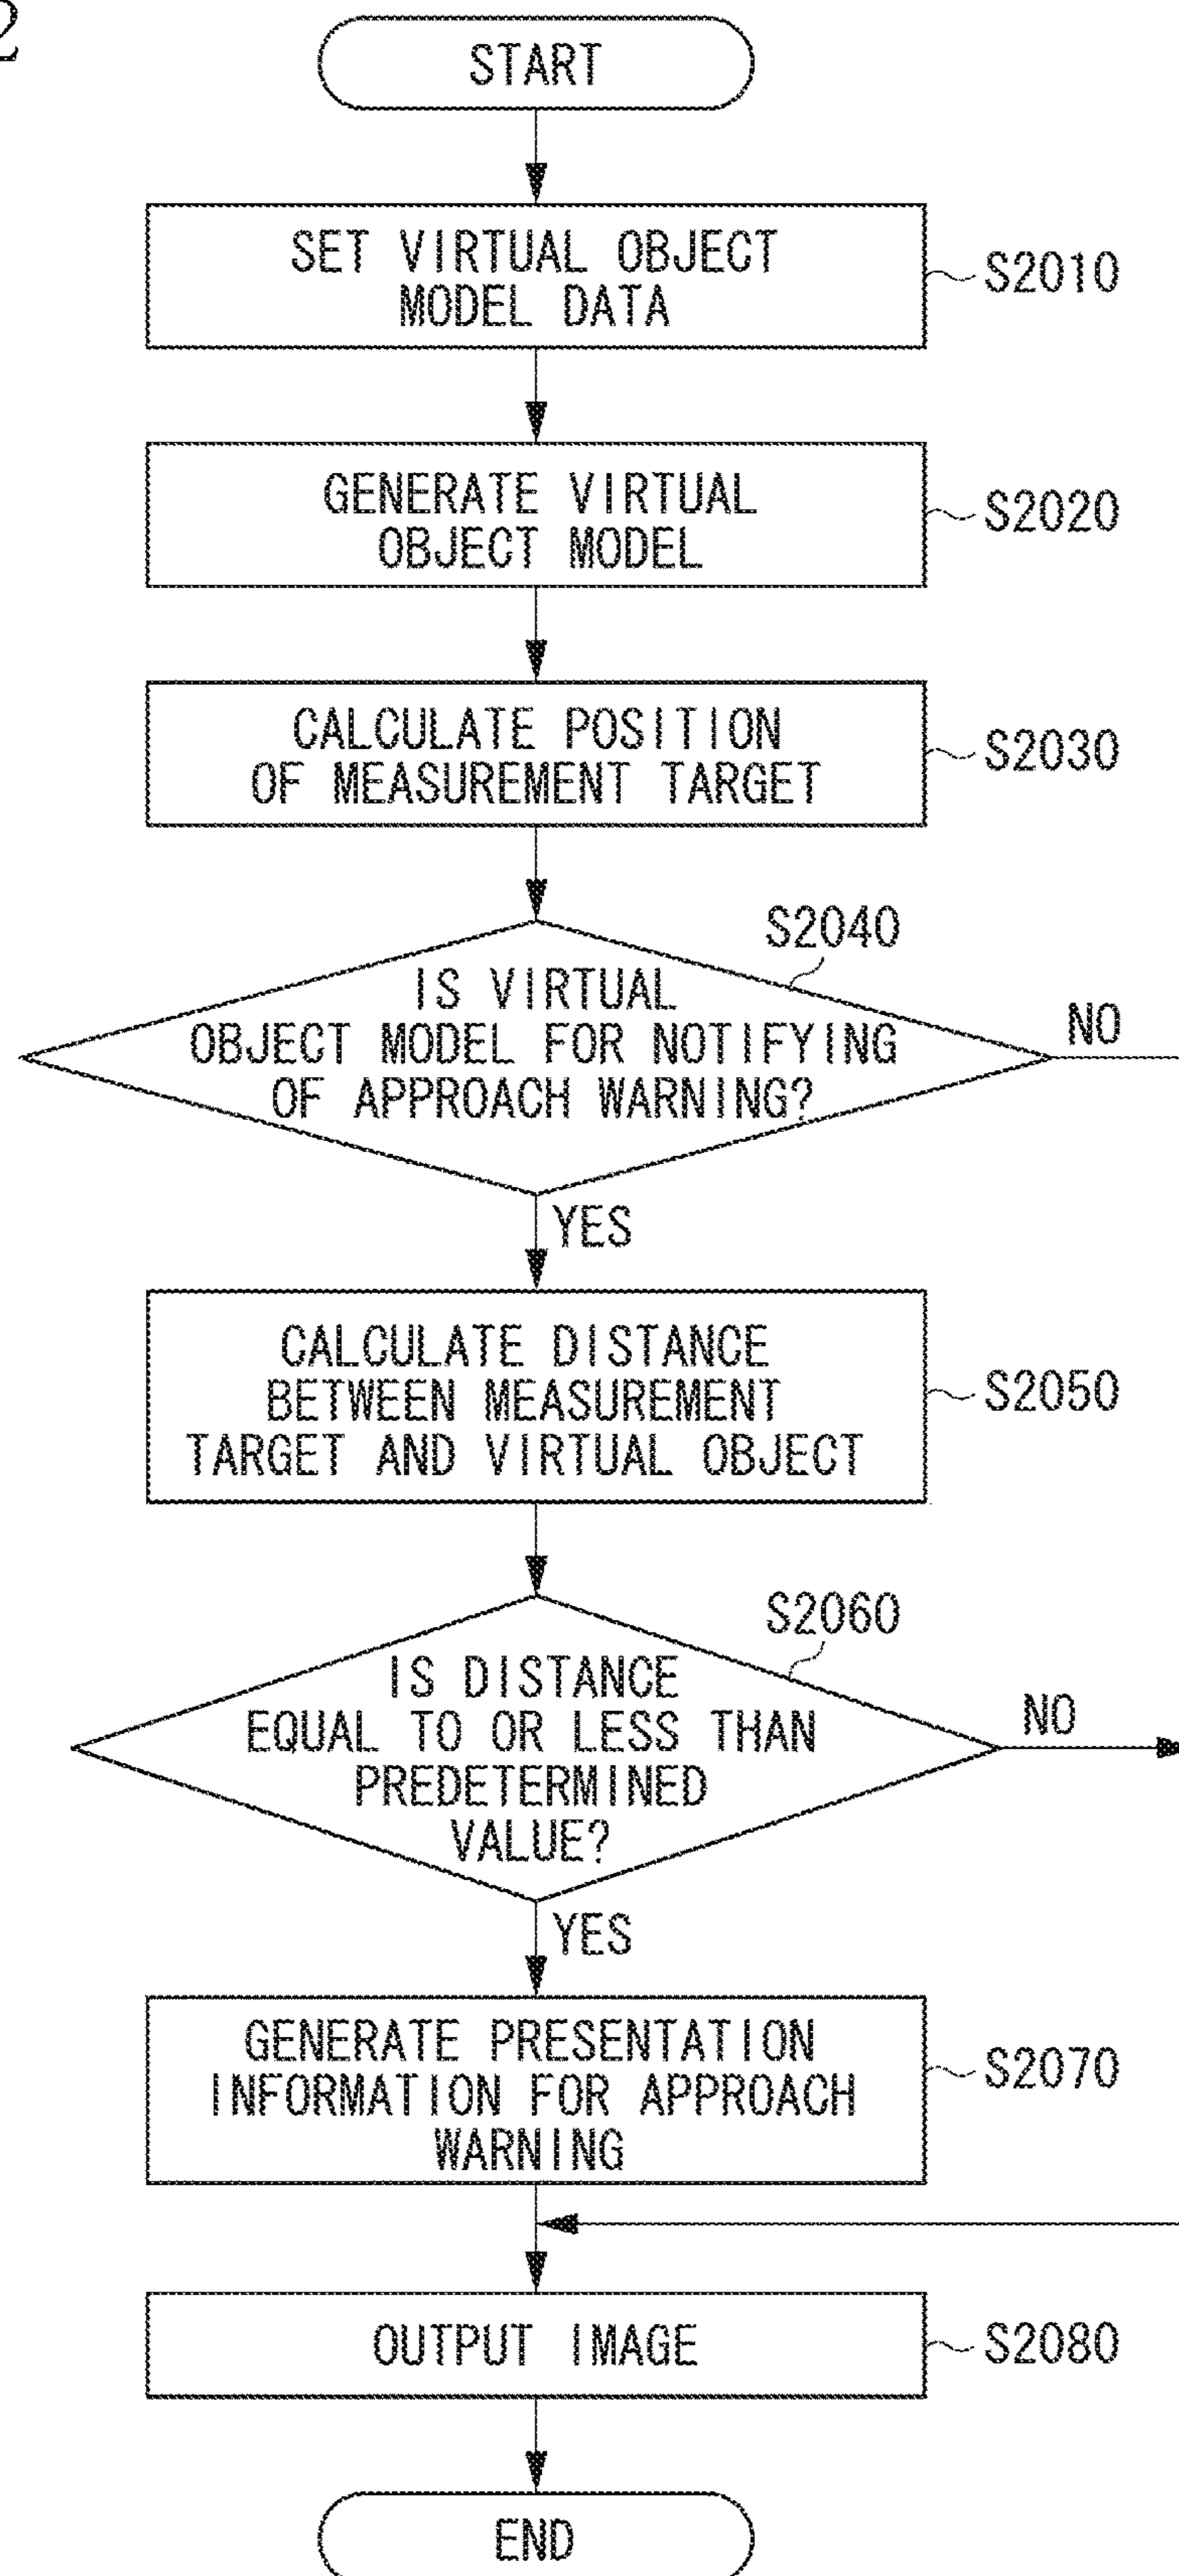 2
START
SET VIRTUAL OBJECT
MODEL DATA
S2010
GENERATE VIRTUAL
OBJECT MODEL
S2020
CALCULATE POSITION
OF MEASUREMENT TARGET
S2030
S2040
IS VIRTUAL
OBJECT MODEL FOR NOTIFYING
OF APPROACH WARNING?
NO
YES
CALCULATE DISTANCE
BETWEEN MEASUREMENT
TARGET AND VIRTUAL OBJECT
S2050
S2060
IS DISTANCE
EQUAL TO OR LESS THAN
PREDETERMINED
VALUE?
NO
YES
GENERATE PRESENTATION
INFORMATION FOR APPROACH
WARNING
S2070
OUTPUT IMAGE
S2080
END